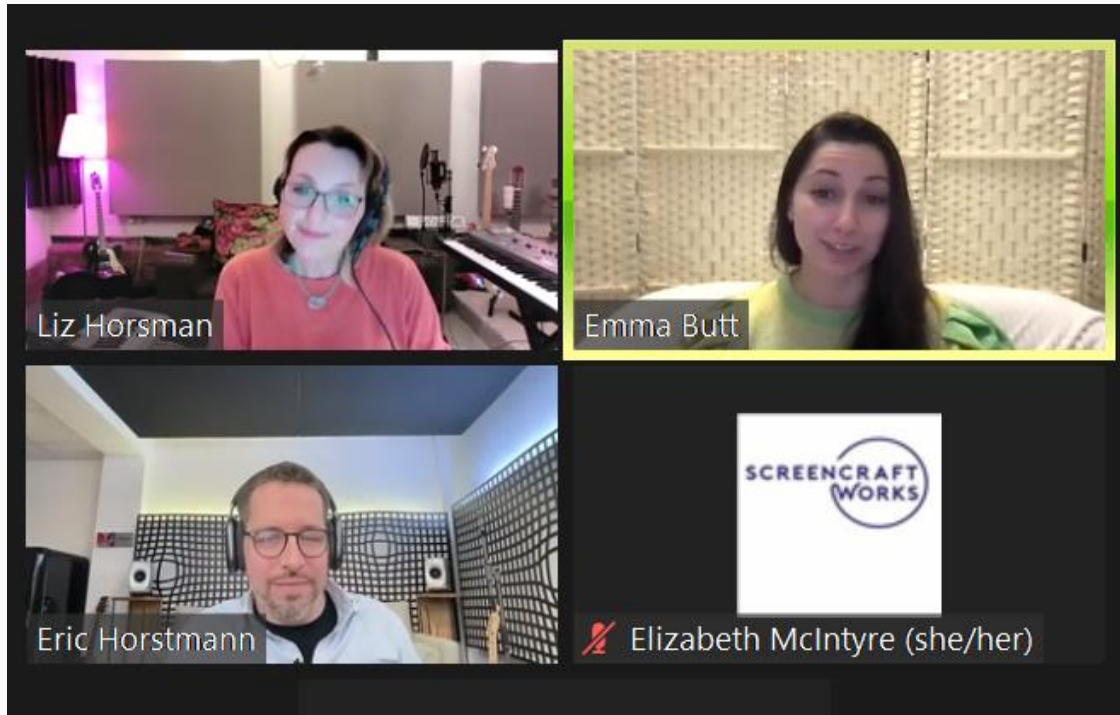 Liz Horsman
Emma Butt
Eric Horstmann
SCREENCRAFT
WORKS
Elizabeth McIntyre (she/her)